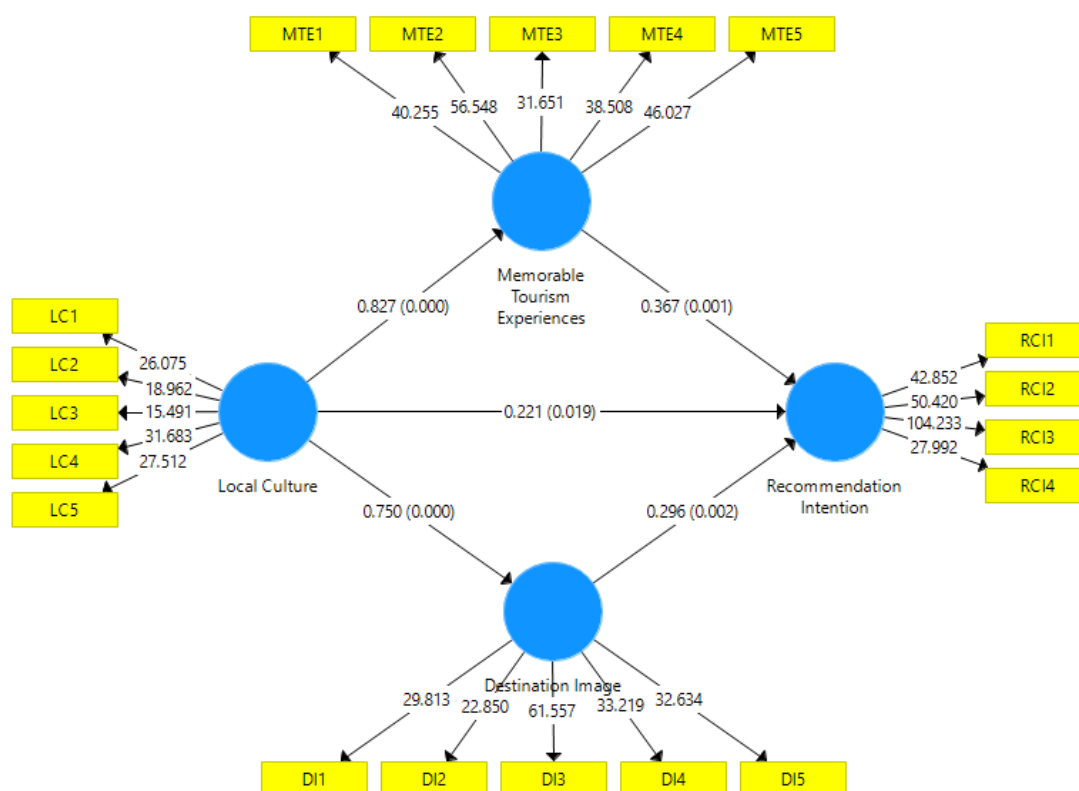 MTE1
MTE2
MTE3
MTE4
MTE5
40.255
56.548
31.651
38.508
46.027
Memorable
Tourism
Experiences
0.827 (0.000)
0.367 (0.001)
LC1
LC2
LC3
LC4
LC5
26.075
18.962
15.491
31.683
27.512
Local Culture
0.221 (0.019)
RCI1
RCI2
RCI3
RCI4
42.852
50.420
104.233
27.992
Recommendation
Intention
0.750 (0.000)
0.296 (0.002)
Destination Image
29.813
22.850
61.557
33.219
32.634
DI1
DI2
DI3
DI4
DI5